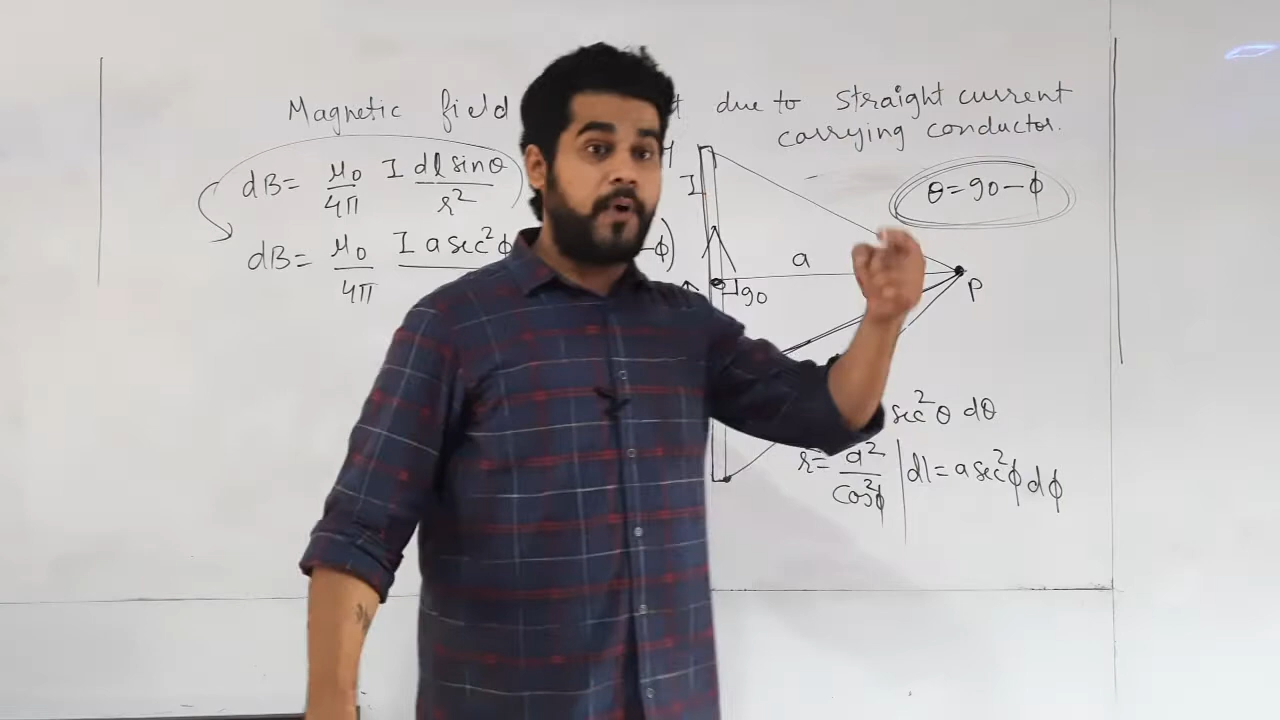 Magnetic field due to straight current
carrying conductor.
dB = μ₀/4π I dl sinθ/r²
θ = 90 − φ
dB = μ₀/4π I a sec²φ −φ)
I
a
90
P
sec²θ dθ
r = a²/cos²φ | dl = a sec²φ dφ